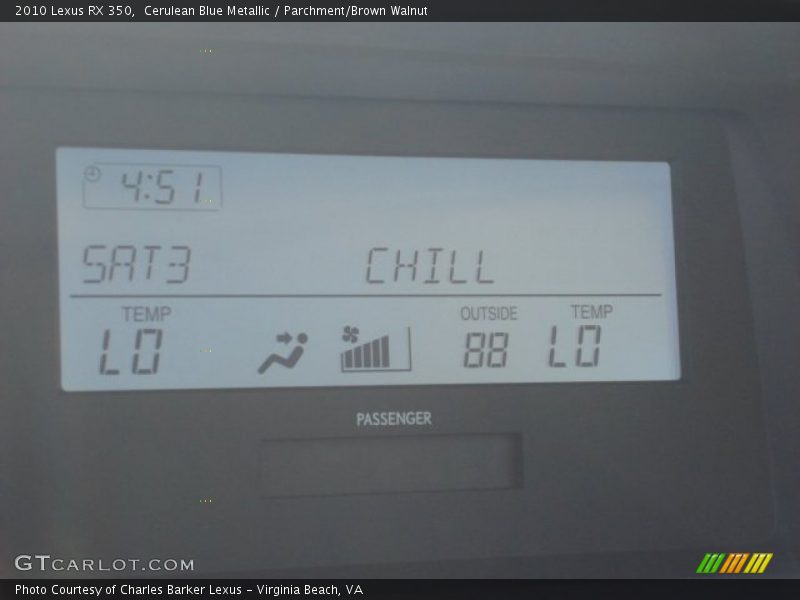 2010 Lexus RX 350, Cerulean Blue Metallic / Parchment/Brown Walnut
4:51
SAT3 CHILL
TEMP OUTSIDE TEMP
LO 88 LO
PASSENGER
GTCARLOT.COM
Photo Courtesy of Charles Barker Lexus - Virginia Beach, VA